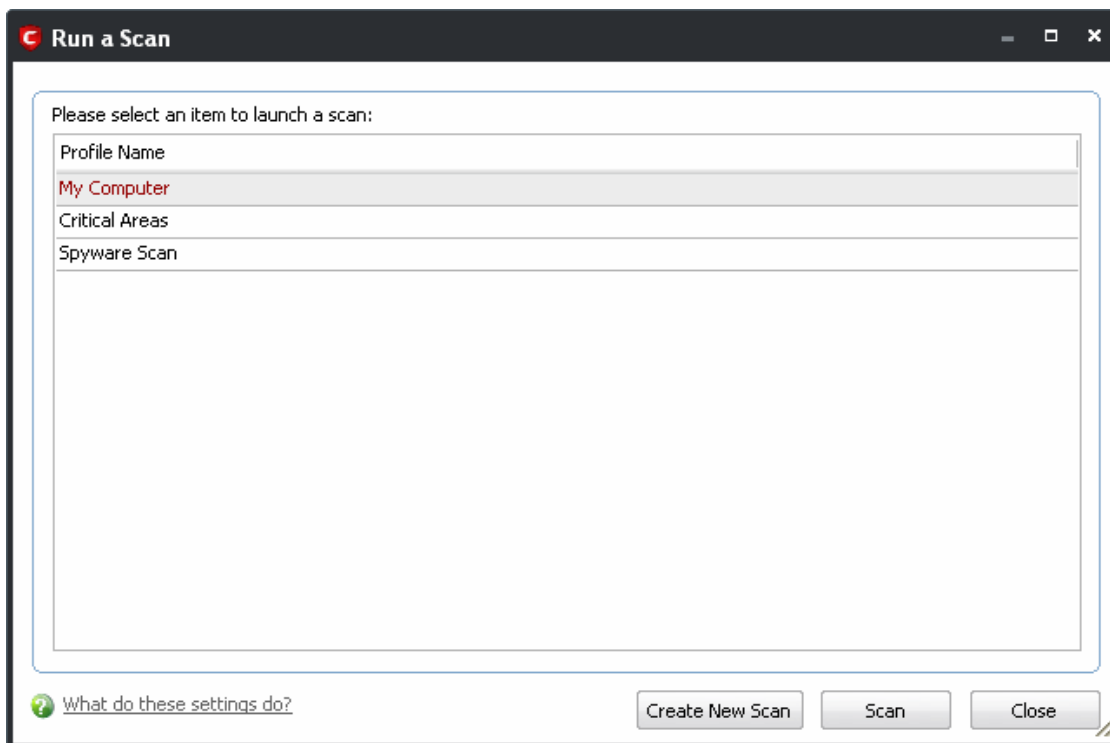 Run a Scan
Please select an item to launch a scan:
Profile Name
My Computer
Critical Areas
Spyware Scan
What do these settings do?
Create New Scan
Scan
Close